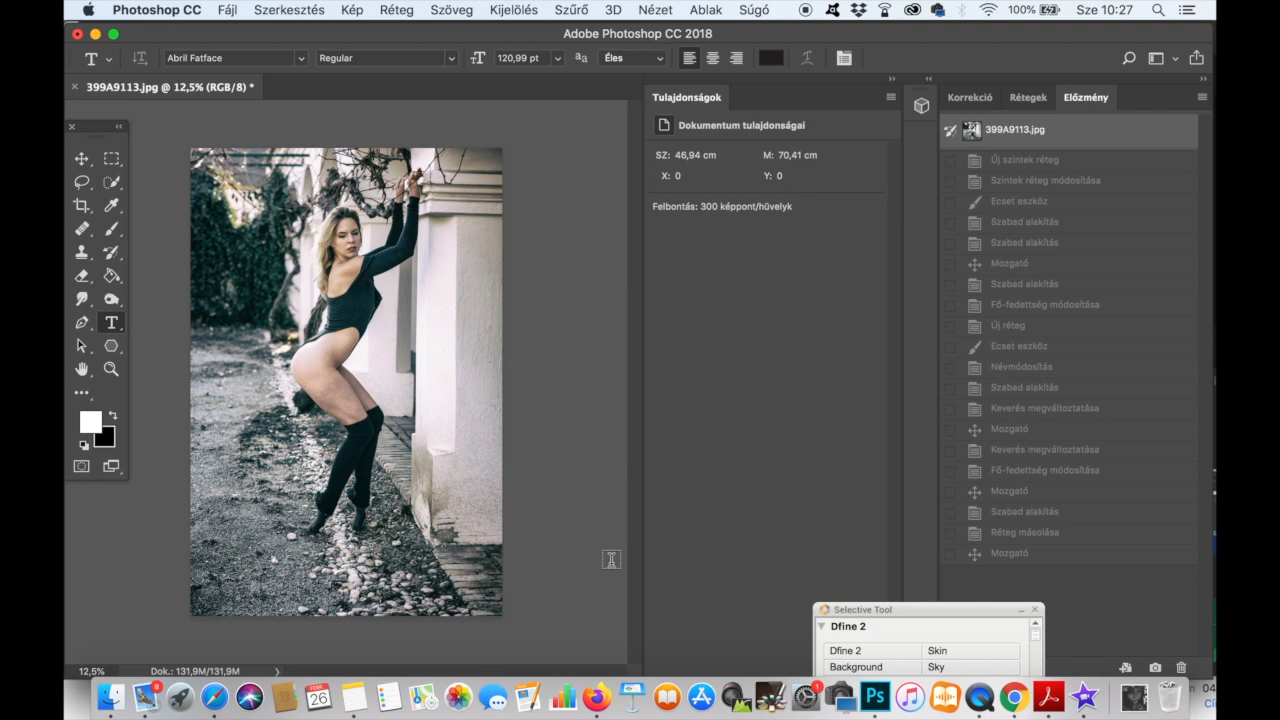 Photoshop CC Fájl Szerkesztés Kép Réteg Szöveg Kijelölés Szűrő 3D Nézet Ablak Súgó 100% Sze 10:27
Adobe Photoshop CC 2018
T Abril Fatface Regular 120,99 pt Éles
399A9113.jpg @ 12,5% (RGB/8) *
Tulajdonságok
Dokumentum tulajdonságai
SZ: 46,94 cm M: 70,41 cm
X: 0 Y: 0
Felbontás: 300 képpont/hüvelyk
Korrekció Rétegek Előzmény
399A9113.jpg
Új szintek réteg
Szintek réteg módosítása
Ecset eszköz
Szabad alakítás
Szabad alakítás
Mozgató
Szabad alakítás
Fő-fedettség módosítása
Új réteg
Ecset eszköz
Névmódosítás
Szabad alakítás
Keverés megváltoztatása
Mozgató
Keverés megváltoztatása
Fő-fedettség módosítása
Mozgató
Szabad alakítás
Réteg másolása
Mozgató
Selective Tool
Dfine 2
Dfine 2 Skin
Background Sky
12,5% Dok.: 131,9M/131,9M
8
FEBR
26
1
Ps